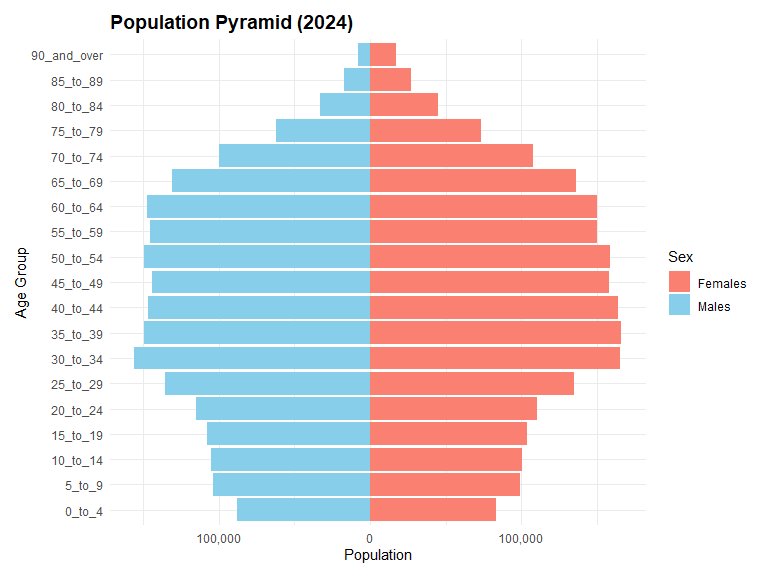 Population Pyramid (2024)
90_and_over
85_to_89
80_to_84
75_to_79
70_to_74
65_to_69
60_to_64
55_to_59
50_to_54
45_to_49
40_to_44
35_to_39
30_to_34
25_to_29
20_to_24
15_to_19
10_to_14
5_to_9
0_to_4
Age Group
100,000 0 100,000
Population
Sex
Females
Males